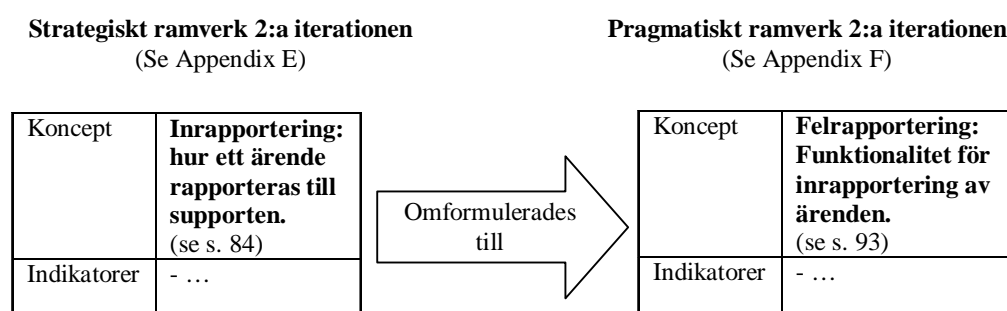 Strategiskt ramverk 2:a iterationen
(Se Appendix E)
Koncept
Inrapportering:
hur ett ärende
rapporteras till
supporten.
(se s. 84)
Indikatorer
- …
Omformulerades
till
Pragmatiskt ramverk 2:a iterationen
(Se Appendix F)
Koncept
Felrapportering:
Funktionalitet för
inrapportering av
ärenden.
(se s. 93)
Indikatorer
- …